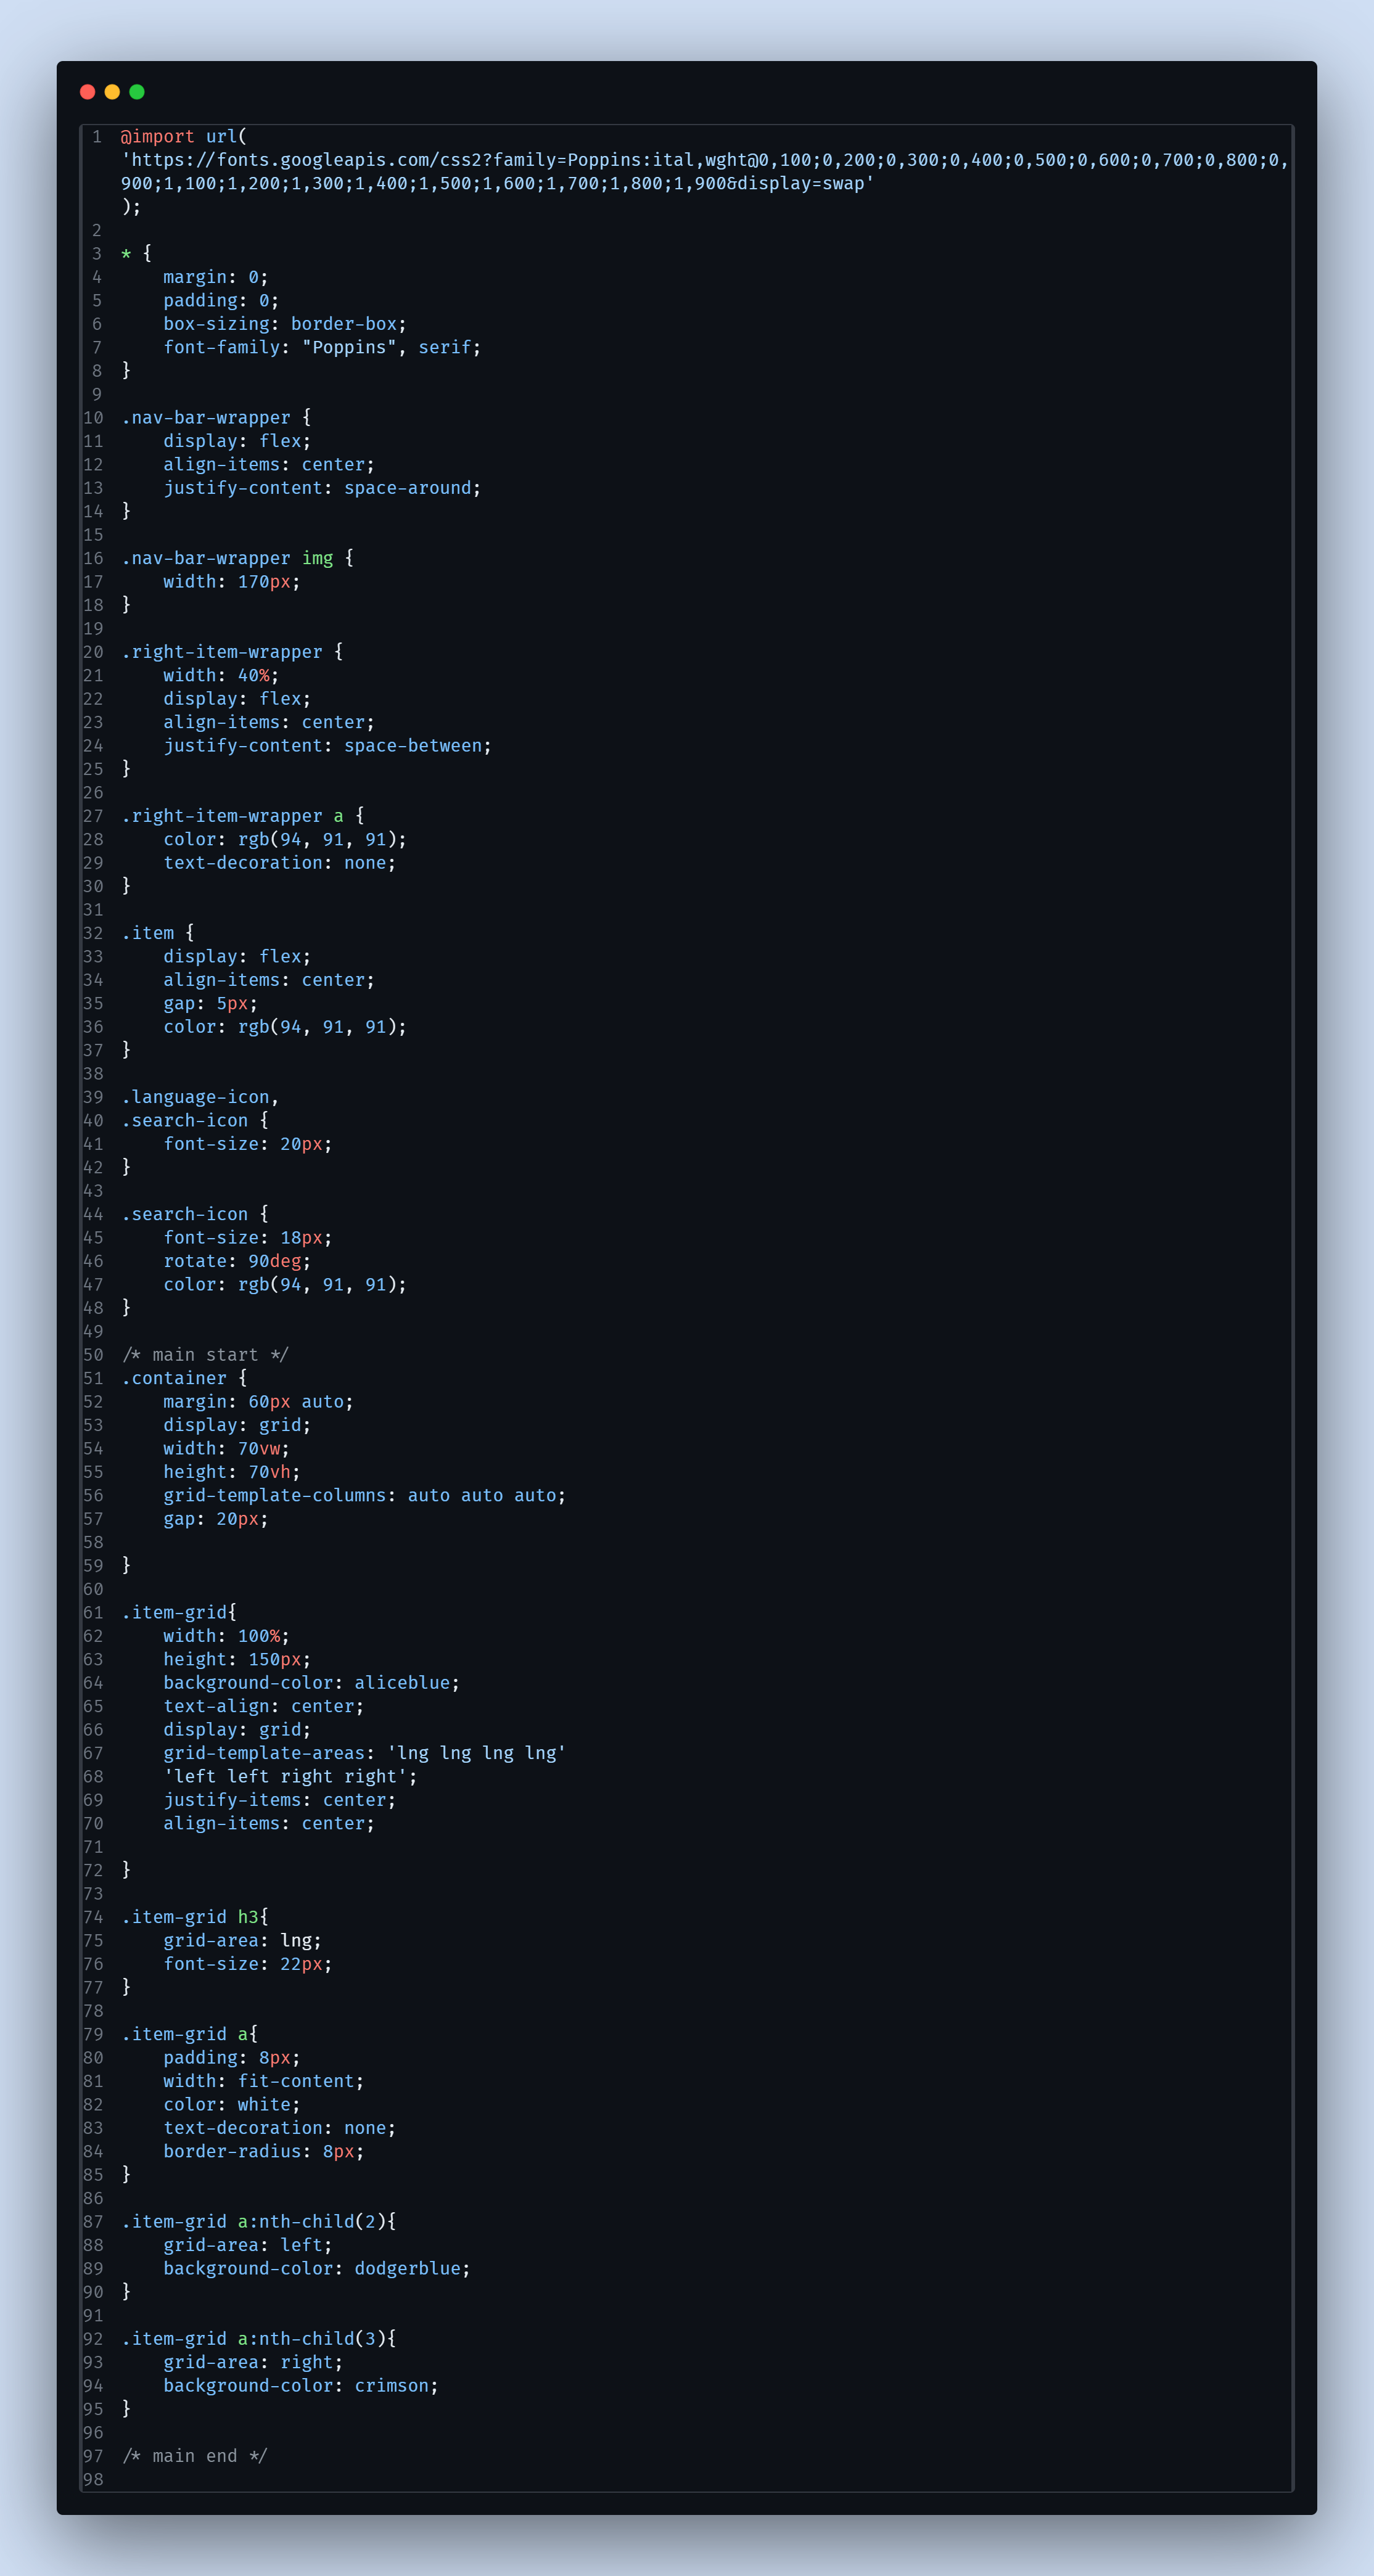 1 @import url(
'https://fonts.googleapis.com/css2?family=Poppins:ital,wght@0,100;0,200;0,300;0,400;0,500;0,600;0,700;0,800;0,
900;1,100;1,200;1,300;1,400;1,500;1,600;1,700;1,800;1,900&display=swap'
);
2
3 * {
4     margin: 0;
5     padding: 0;
6     box-sizing: border-box;
7     font-family: "Poppins", serif;
8 }
9
10 .nav-bar-wrapper {
11     display: flex;
12     align-items: center;
13     justify-content: space-around;
14 }
15
16 .nav-bar-wrapper img {
17     width: 170px;
18 }
19
20 .right-item-wrapper {
21     width: 40%;
22     display: flex;
23     align-items: center;
24     justify-content: space-between;
25 }
26
27 .right-item-wrapper a {
28     color: rgb(94, 91, 91);
29     text-decoration: none;
30 }
31
32 .item {
33     display: flex;
34     align-items: center;
35     gap: 5px;
36     color: rgb(94, 91, 91);
37 }
38
39 .language-icon,
40 .search-icon {
41     font-size: 20px;
42 }
43
44 .search-icon {
45     font-size: 18px;
46     rotate: 90deg;
47     color: rgb(94, 91, 91);
48 }
49
50 /* main start */
51 .container {
52     margin: 60px auto;
53     display: grid;
54     width: 70vw;
55     height: 70vh;
56     grid-template-columns: auto auto auto;
57     gap: 20px;
58
59 }
60
61 .item-grid{
62     width: 100%;
63     height: 150px;
64     background-color: aliceblue;
65     text-align: center;
66     display: grid;
67     grid-template-areas: 'lng lng lng lng'
68     'left left right right';
69     justify-items: center;
70     align-items: center;
71
72 }
73
74 .item-grid h3{
75     grid-area: lng;
76     font-size: 22px;
77 }
78
79 .item-grid a{
80     padding: 8px;
81     width: fit-content;
82     color: white;
83     text-decoration: none;
84     border-radius: 8px;
85 }
86
87 .item-grid a:nth-child(2){
88     grid-area: left;
89     background-color: dodgerblue;
90 }
91
92 .item-grid a:nth-child(3){
93     grid-area: right;
94     background-color: crimson;
95 }
96
97 /* main end */
98